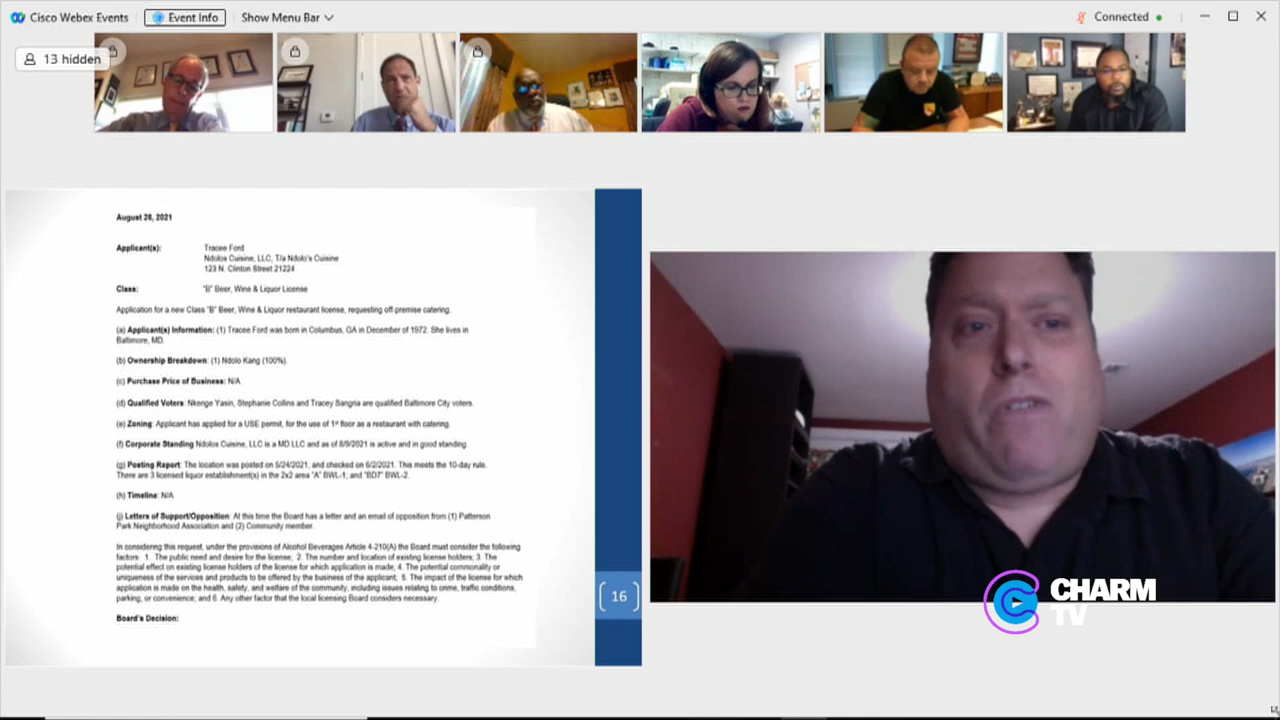 Cisco Webex Events
Event Info
Show Menu Bar
Connected
13 hidden
August 26, 2021
Applicant(s): Tracee Ford
Ndolos Cuisine, LLC, T/a Ndolo's Cuisine
123 N. Clinton Street 21224
Class: "B" Beer, Wine & Liquor License
Application for a new Class "B" Beer, Wine & Liquor restaurant license, requesting off-premise catering.
(a) Applicant(s) Information: (1) Tracee Ford was born in Columbus, GA in December of 1972. She lives in
Baltimore, MD.
(b) Ownership Breakdown: (1) Ndolo Kang (100%).
(c) Purchase Price of Business: N/A
(d) Qualified Voters: Nkenge Yasin, Stephanie Collins and Tracey Sangria are qualified Baltimore City voters.
(e) Zoning: Applicant has applied for a USE permit, for the use of 1st floor as a restaurant with catering.
(f) Corporate Standing Ndolos Cuisine, LLC is a MD LLC and as of 8/9/2021 is active and in good standing.
(g) Posting Report: The location was posted on 5/24/2021, and checked on 6/2/2021. This meets the 10-day rule.
There are 3 licensed liquor establishment(s) in the 2x2 area "A" BWL-1; and "BD7" BWL-2.
(h) Timeline: N/A
(j) Letters of Support/Opposition: At this time the Board has a letter and an email of opposition from (1) Patterson
Park Neighborhood Association and (2) Community member.
In considering this request, under the provisions of Alcohol Beverages Article 4-210(A) the Board must consider the following
factors: 1. The public need and desire for the license; 2. The number and location of existing license holders; 3. The
potential effect on existing license holders of the license for which application is made; 4. The potential commonality or
uniqueness of the services and products to be offered by the business of the applicant; 5. The impact of the license for which
application is made on the health, safety, and welfare of the community, including issues relating to crime, traffic conditions,
parking, or convenience; and 6. Any other factor that the local licensing Board considers necessary.
Board's Decision:
16
CHARM
TV